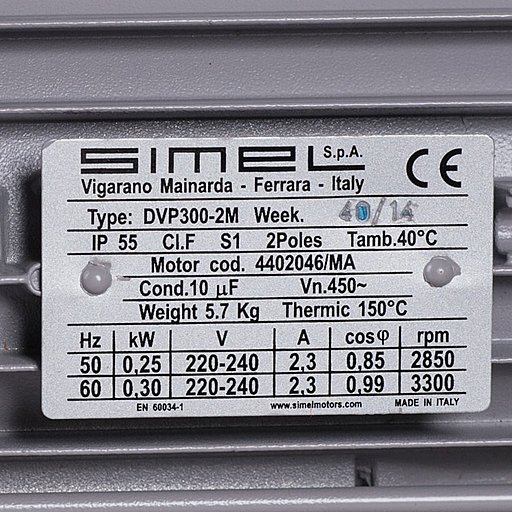 SIMEL S.p.A. CE
Vigarano Mainarda - Ferrara - Italy
Type: DVP300-2M Week. 40/14
IP 55 Cl.F S1 2Poles Tamb.40°C
Motor cod. 4402046/MA
Cond.10 µF Vn.450~
Weight 5.7 Kg Thermic 150°C
Hz kW V A cosφ rpm
50 0,25 220-240 2,3 0,85 2850
60 0,30 220-240 2,3 0,99 3300
EN 60034-1 www.simelmotors.com MADE IN ITALY